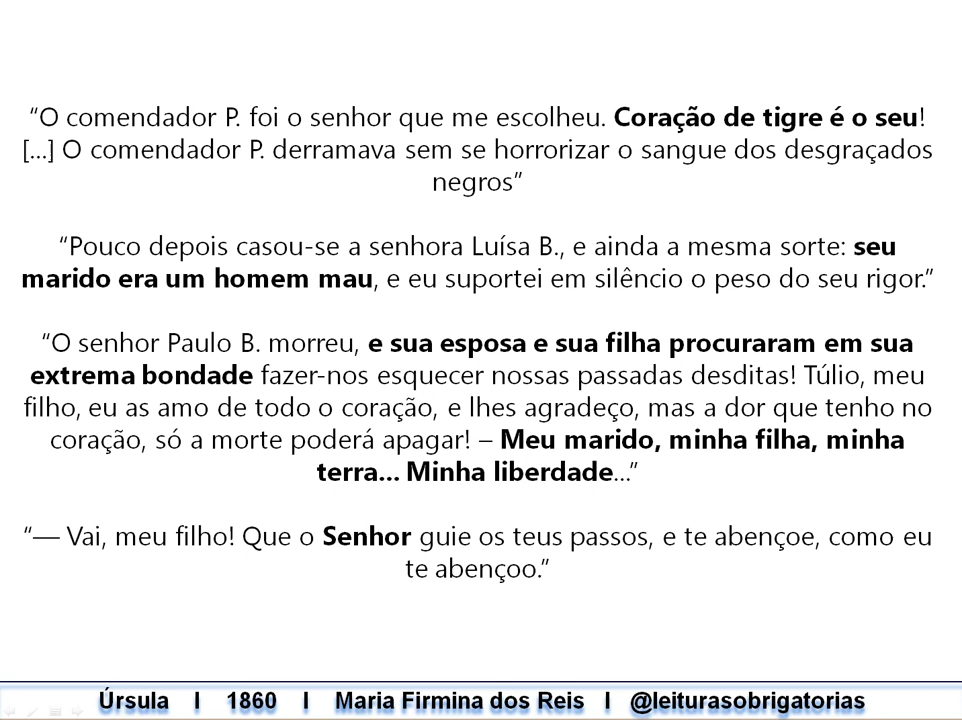 “O comendador P. foi o senhor que me escolheu. Coração de tigre é o seu!
[...] O comendador P. derramava sem se horrorizar o sangue dos desgraçados
negros”
“Pouco depois casou-se a senhora Luísa B., e ainda a mesma sorte: seu
marido era um homem mau, e eu suportei em silêncio o peso do seu rigor.”
“O senhor Paulo B. morreu, e sua esposa e sua filha procuraram em sua
extrema bondade fazer-nos esquecer nossas passadas desditas! Túlio, meu
filho, eu as amo de todo o coração, e lhes agradeço, mas a dor que tenho no
coração, só a morte poderá apagar! – Meu marido, minha filha, minha
terra... Minha liberdade...”
“— Vai, meu filho! Que o Senhor guie os teus passos, e te abençoe, como eu
te abençoo.”
Úrsula I 1860 I Maria Firmina dos Reis I @leiturasobrigatorias